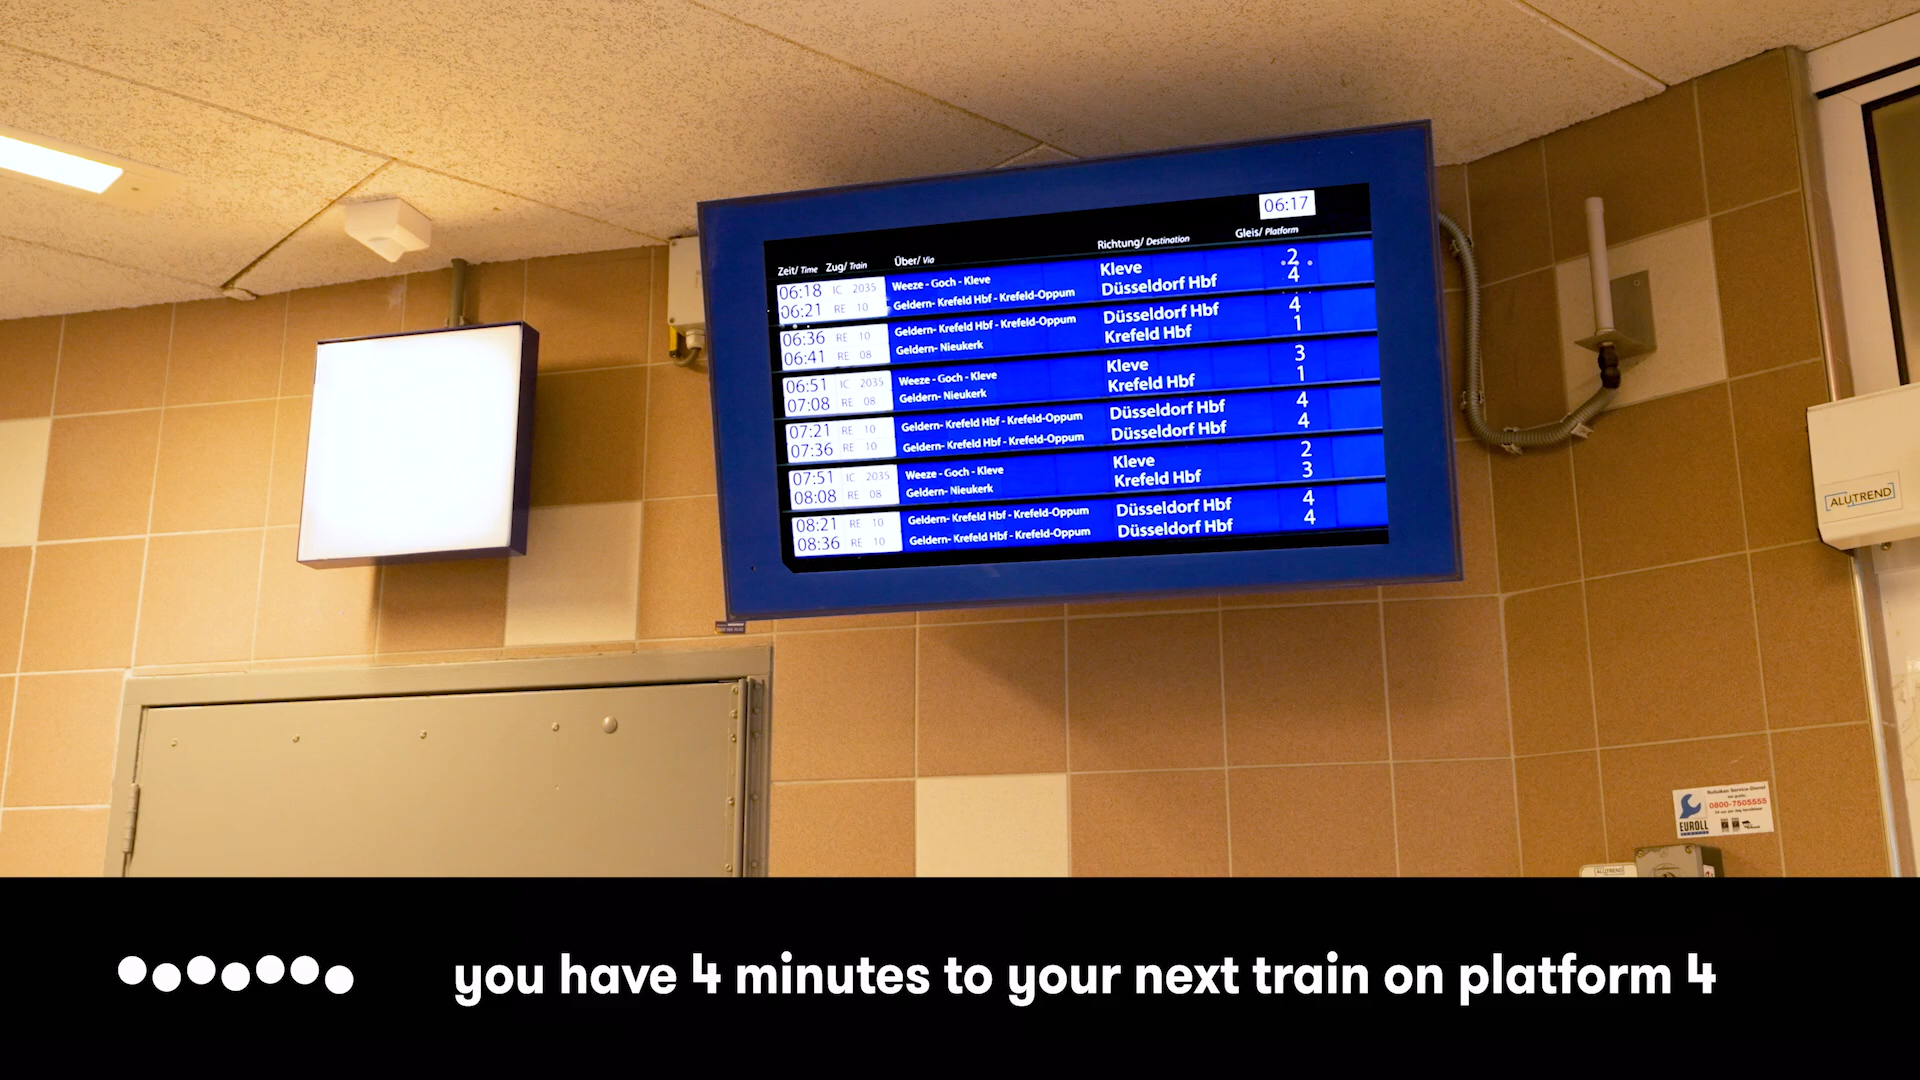 06:17
Zeit/ Time Zug/ Train Über/ Via Richtung/ Destination Gleis/ Platform
06:18 IC 2035 Weeze - Goch - Kleve Kleve 2
06:21 RE 10 Geldern- Krefeld Hbf - Krefeld-Oppum Düsseldorf Hbf 4
06:36 RE 10 Geldern- Krefeld Hbf - Krefeld-Oppum Düsseldorf Hbf 4
06:41 RE 08 Geldern- Nieukerk Krefeld Hbf 1
06:51 IC 2035 Weeze - Goch - Kleve Kleve 3
07:08 RE 08 Geldern- Nieukerk Krefeld Hbf 1
07:21 RE 10 Geldern- Krefeld Hbf - Krefeld-Oppum Düsseldorf Hbf 4
07:36 RE 10 Geldern- Krefeld Hbf - Krefeld-Oppum Düsseldorf Hbf 4
07:51 IC 2035 Weeze - Goch - Kleve Kleve 2
08:08 RE 08 Geldern- Nieukerk Krefeld Hbf 3
08:21 RE 10 Geldern- Krefeld Hbf - Krefeld-Oppum Düsseldorf Hbf 4
08:36 RE 10 Geldern- Krefeld Hbf - Krefeld-Oppum Düsseldorf Hbf 4
ALUTREND
0800-7505555
EUROLL
ALUTREND
you have 4 minutes to your next train on platform 4